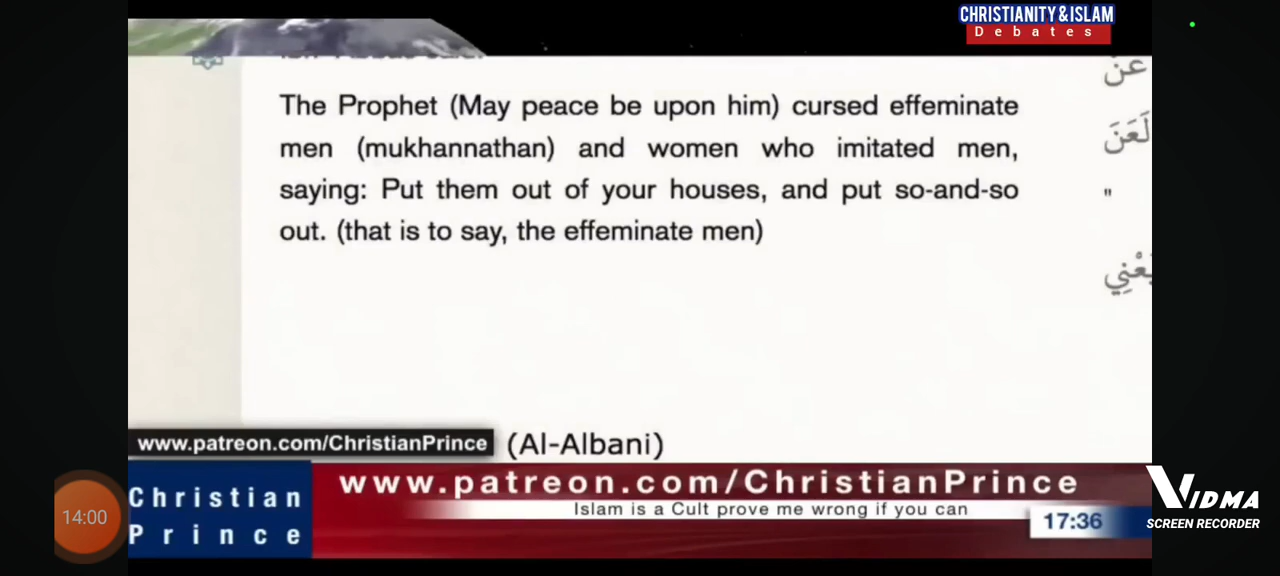 CHRISTIANITY & ISLAM
Debates
The Prophet (May peace be upon him) cursed effeminate
men (mukhannathan) and women who imitated men,
saying: Put them out of your houses, and put so-and-so
out. (that is to say, the effeminate men)
عَنْ
لَعَنَ
"
www.patreon.com/ChristianPrince
(Al-Albani)
www.patreon.com/ChristianPrince
Islam is a Cult prove me wrong if you can
Christian
Prince
17:36
14:00
VIDMA
SCREEN RECORDER